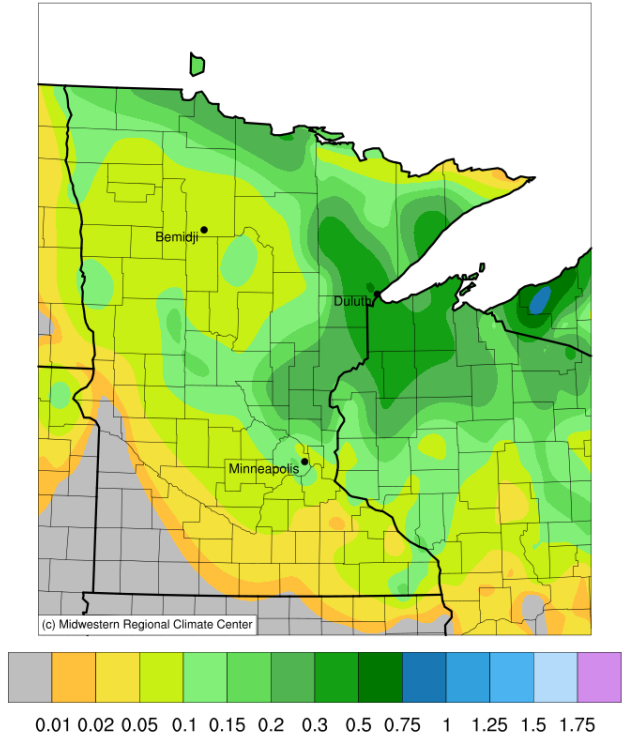 Bemidji
Duluth
Minneapolis
(c) Midwestern Regional Climate Center
0.01 0.02 0.05 0.1 0.15 0.2 0.3 0.5 0.75 1 1.25 1.5 1.75